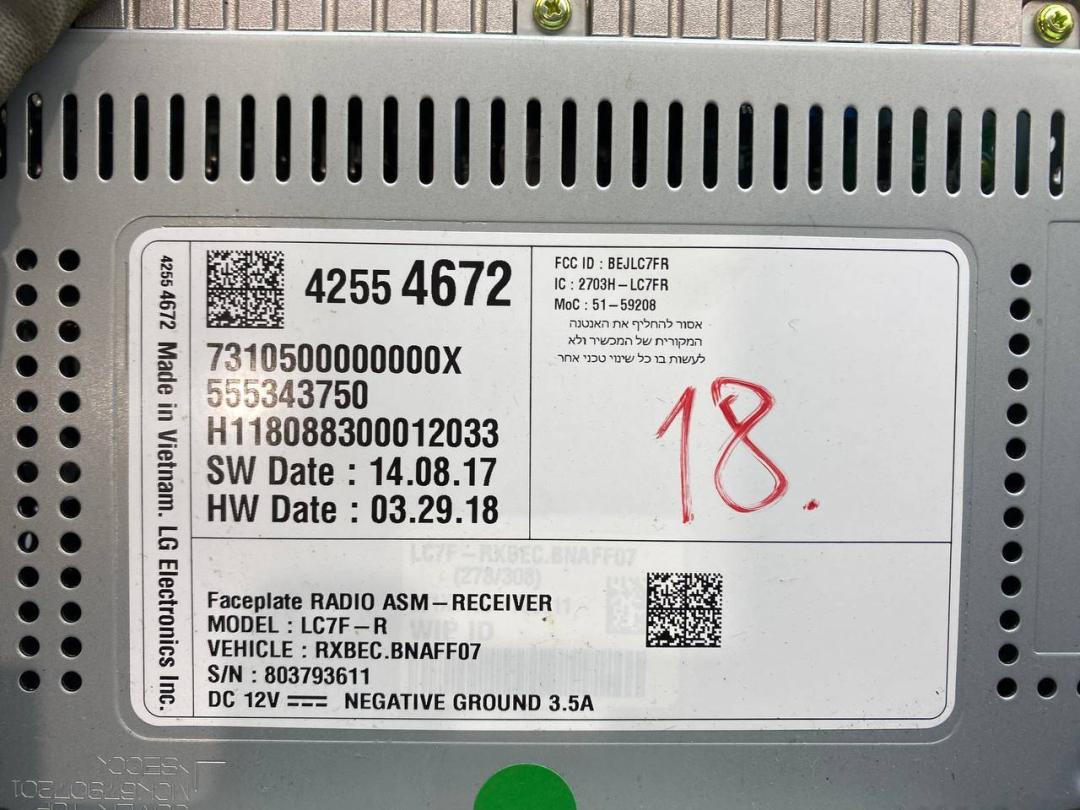 4255 4672 Made in Vietnam. LG Electronics Inc.
4255 4672
7310500000000X
555343750
H118088300012033
SW Date : 14.08.17
HW Date : 03.29.18
FCC ID : BEJLC7FR
IC : 2703H-LC7FR
MoC : 51-59208
אסור להחליף את האנטנה
המקורית של המכשיר ולא
לעשות בו כל שינוי טכני אחר
18.
LC7F-RXBEC.BNAFF07
(278/308)
WIP ID
Faceplate RADIO ASM-RECEIVER
MODEL : LC7F-R
VEHICLE : RXBEC.BNAFF07
S/N : 803793611
DC 12V NEGATIVE GROUND 3.5A